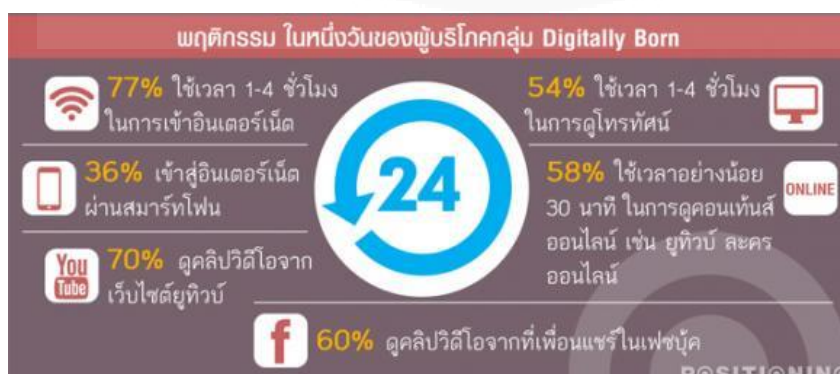 พฤติกรรม ในหนึ่งวันของผู้บริโภคกลุ่ม Digitally Born
77% ใช้เวลา 1-4 ชั่วโมง
ในการเข้าอินเตอร์เน็ต
36% เข้าสู่อินเตอร์เน็ต
ผ่านสมาร์ทโฟน
You
Tube
70% ดูคลิปวิดีโอจาก
เว็บไซต์ยูทิวบ์
24
54% ใช้เวลา 1-4 ชั่วโมง
ในการดูโทรทัศน์
58% ใช้เวลาอย่างน้อย
30 นาที ในการดูคอนเท้นส์
ออนไลน์ เช่น ยูทิวบ์ ละคร
ออนไลน์
ONLINE
f
60% ดูคลิปวิดีโอจากที่เพื่อนแชร์ในเฟซบุ้ค
POSITIONING